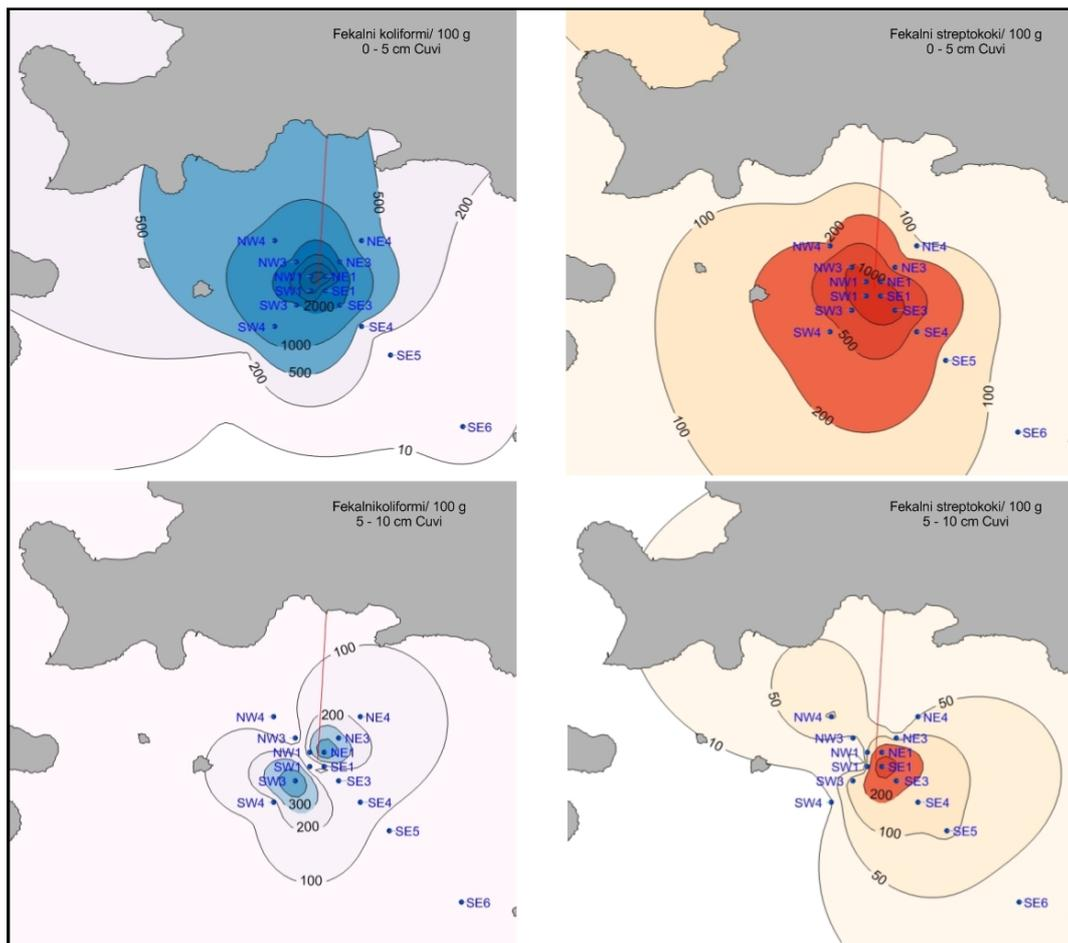 Fekalni koliformi/ 100 g
0 - 5 cm Cuvi
500
500
200
NW4
NE4
NW3
NE3
NW1
NE1
SW1
SE1
SW3
2000
SE3
SW4
SE4
1000
SE5
200
500
SE6
10
Fekalni streptokoki/ 100 g
0 - 5 cm Cuvi
100
100
200
NW4
NE4
NW3
1000
NE3
NW1
NE1
SW1
SE1
SW3
SE3
SW4
SE4
500
SE5
100
200
100
SE6
Fekalnikoliformi/ 100 g
5 - 10 cm Cuvi
100
NW4
200
NE4
NW3
NE3
NW1
NE1
SW1
SE1
SW3
SE3
SW4
300
SE4
200
SE5
100
SE6
Fekalni streptokoki/ 100 g
5 - 10 cm Cuvi
50
50
NW4
NE4
10
NW3
NE3
NW1
NE1
SW1
SE1
SW3
SE3
200
SW4
SE4
100
SE5
50
SE6